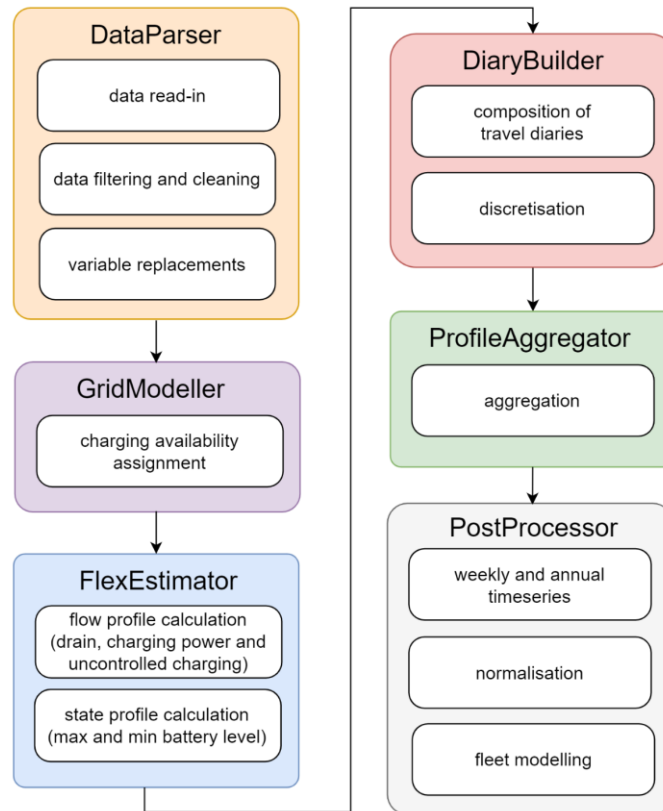 DataParser
data read-in
data filtering and cleaning
variable replacements
GridModeller
charging availability
assignment
FlexEstimator
flow profile calculation
(drain, charging power and
uncontrolled charging)
state profile calculation
(max and min battery level)
DiaryBuilder
composition of
travel diaries
discretisation
ProfileAggregator
aggregation
PostProcessor
weekly and annual
timeseries
normalisation
fleet modelling